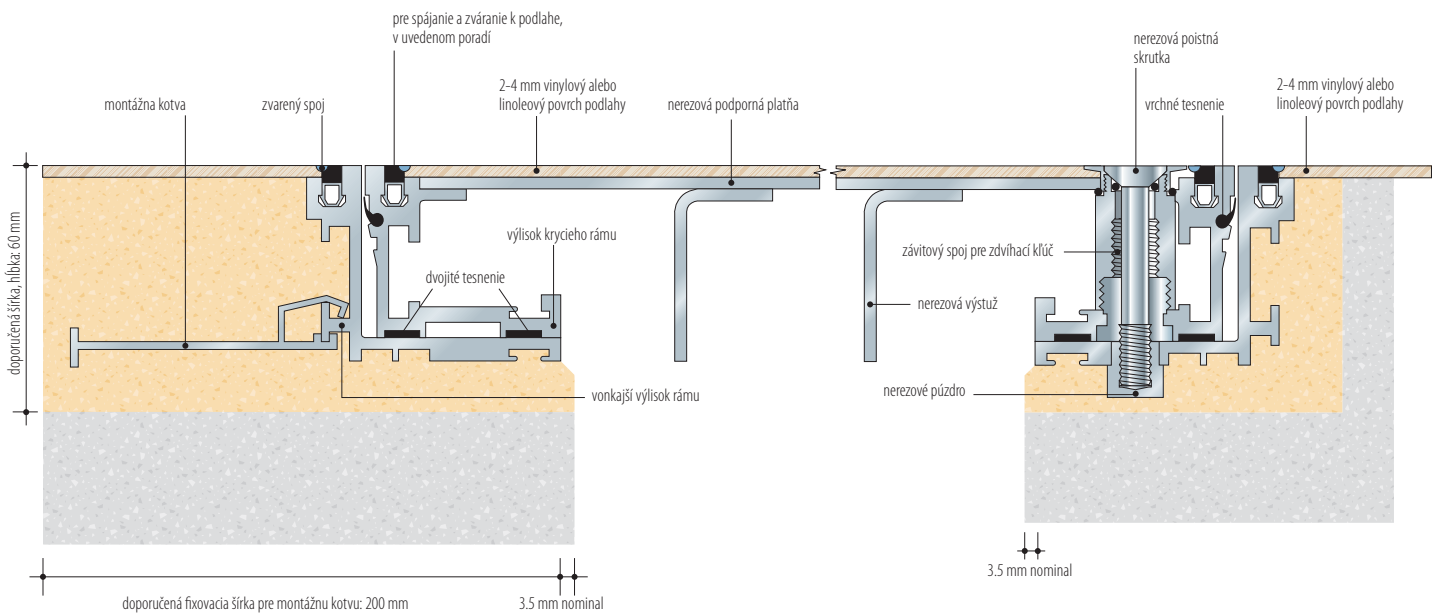 pre spájanie a zváranie k podlahe,
v uvedenom poradí
nerezová poistná
skrutka
montážna kotva
zvarený spoj
2-4 mm vinylový alebo
linoleový povrch podlahy
nerezová podporná platňa
vrchné tesnenie
2-4 mm vinylový alebo
linoleový povrch podlahy
doporučená šírka, hĺbka: 60 mm
výlisok krycieho rámu
dvojité tesnenie
závitový spoj pre zdvíhací kľúč
nerezová výstuž
vonkajší výlisok rámu
nerezové púzdro
3.5 mm nominal
doporučená fixovacia šírka pre montážnu kotvu: 200 mm
3.5 mm nominal